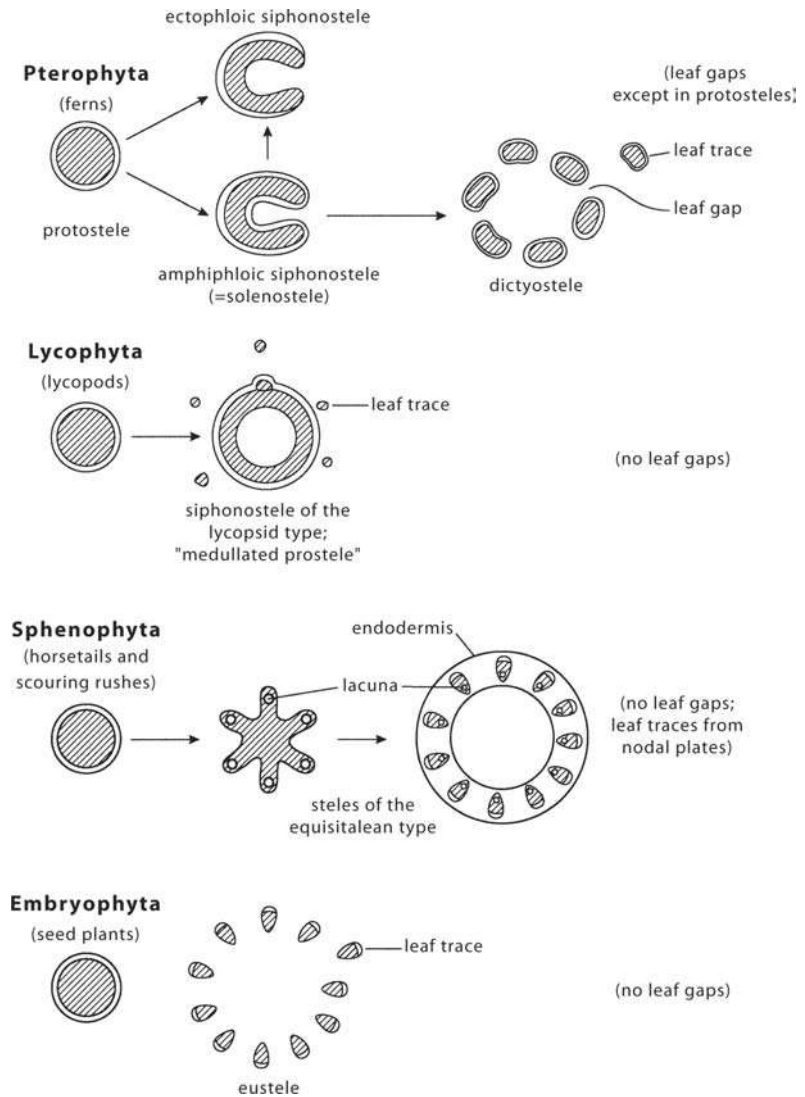 ectophloic siphonostele
Pterophyta
(ferns)
(leaf gaps
except in protosteles)
leaf trace
leaf gap
protostele
amphiphloic siphonostele
(=solenostele)
dictyostele
Lycophyta
(lycopods)
leaf trace
(no leaf gaps)
siphonostele of the
lycopsid type;
"medullated prostele"
Sphenophyta
(horsetails and
scouring rushes)
endodermis
lacuna
(no leaf gaps;
leaf traces from
nodal plates)
steles of the
equisitalean type
Embryophyta
(seed plants)
leaf trace
(no leaf gaps)
eustele